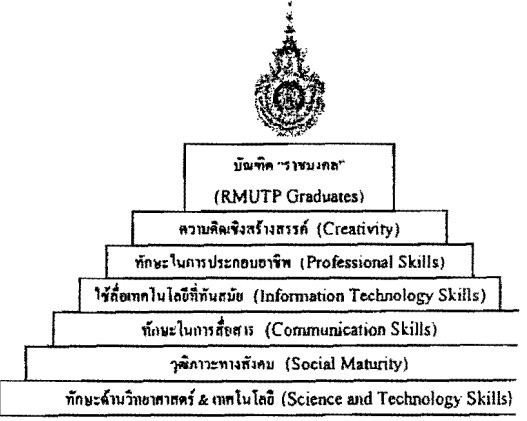 บัณฑิต "ราชมงคล"
(RMUTP Graduates)
ความคิดเชิงสร้างสรรค์ (Creativity)
ทักษะในการประกอบอาชีพ (Professional Skills)
ใช้สื่อเทคโนโลยีที่ทันสมัย (Information Technology Skills)
ทักษะในการสื่อสาร (Communication Skills)
วุฒิภาวะทางสังคม (Social Maturity)
ทักษะด้านวิทยาศาสตร์ & เทคโนโลยี (Science and Technology Skills)